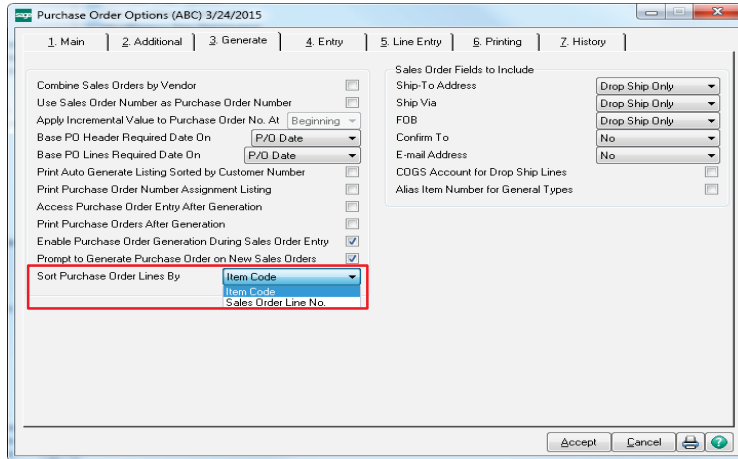 sage Purchase Order Options (ABC) 3/24/2015
1. Main 2. Additional 3. Generate 4. Entry 5. Line Entry 6. Printing 7. History
Combine Sales Orders by Vendor
Use Sales Order Number as Purchase Order Number
Apply Incremental Value to Purchase Order No. At Beginning
Base PO Header Required Date On P/O Date
Base PO Lines Required Date On P/O Date
Print Auto Generate Listing Sorted by Customer Number
Print Purchase Order Number Assignment Listing
Access Purchase Order Entry After Generation
Print Purchase Orders After Generation
Enable Purchase Order Generation During Sales Order Entry
Prompt to Generate Purchase Order on New Sales Orders
Sort Purchase Order Lines By Item Code
Item Code
Sales Order Line No.
Sales Order Fields to Include
Ship-To Address Drop Ship Only
Ship Via Drop Ship Only
FOB Drop Ship Only
Confirm To No
E-mail Address No
COGS Account for Drop Ship Lines
Alias Item Number for General Types
Accept Cancel